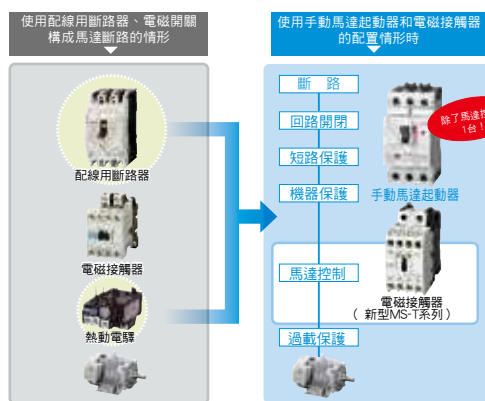 使用配線用斷路器、電磁開關
構成馬達斷路的情形
配線用斷路器
電磁接觸器
熱動電驛
使用手動馬達起動器和電磁接觸器
的配置情形時
斷 路
回路開閉
短路保護
機器保護
馬達控制
過載保護
除了馬達控
1台!
手動馬達起動器
電磁接觸器
( 新型MS-T系列 )